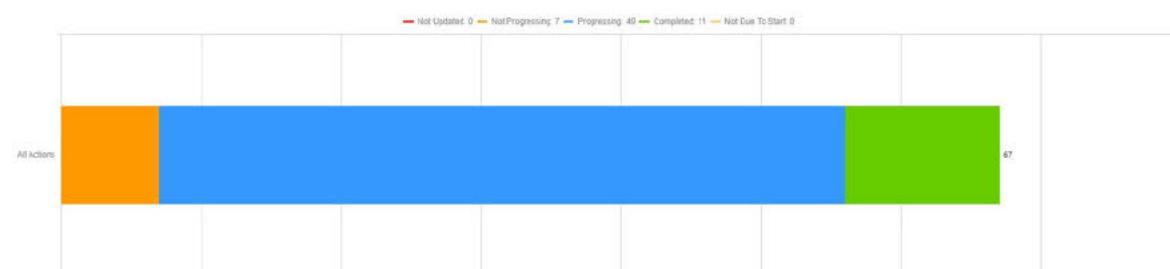 Not Updated: 0 Not Progressing: 7 Progressing: 49 Completed: 11 Not Due To Start: 0
All Actions
67